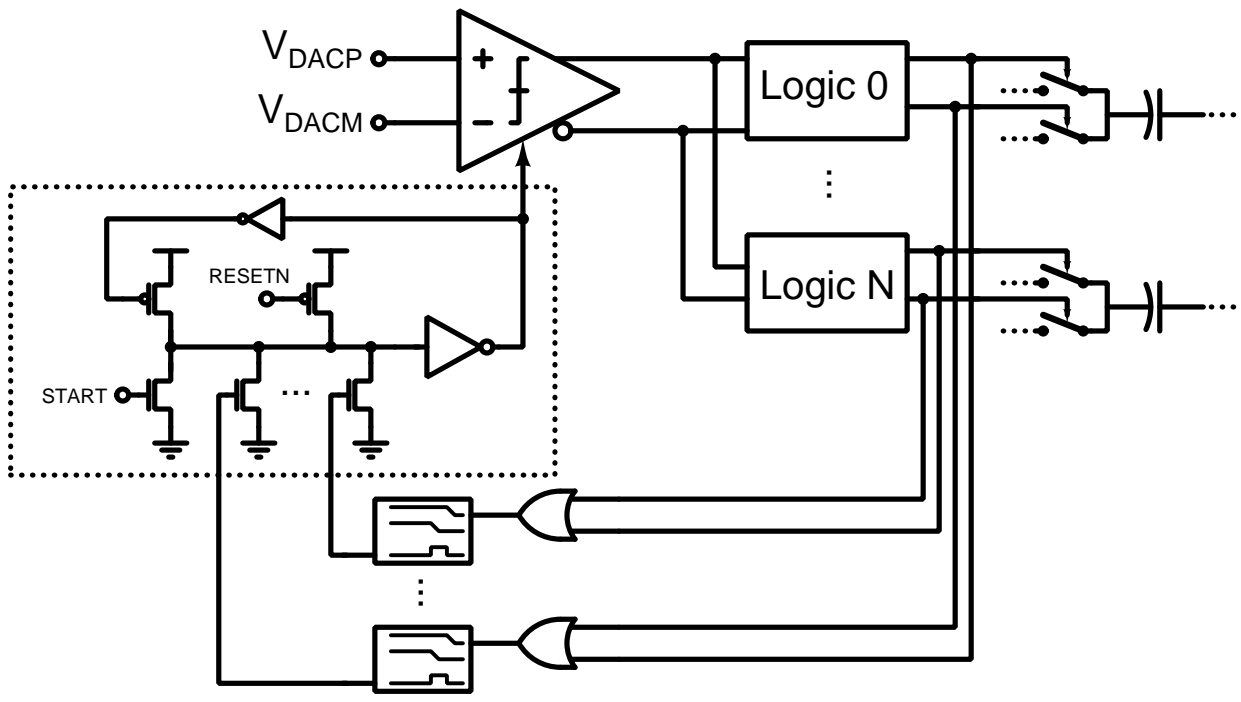 V_DACP
V_DACM
+
−
Logic 0
⋮
RESETN
Logic N
START
···
⋮